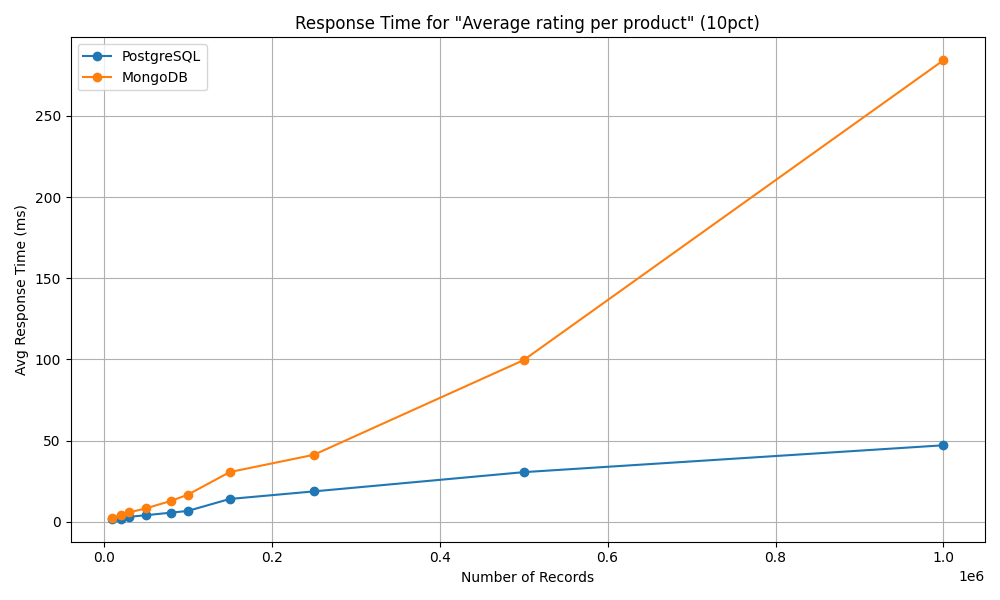 Response Time for "Average rating per product" (10pct)
PostgreSQL
MongoDB
Avg Response Time (ms)
250
200
150
100
50
0
0.0 0.2 0.4 0.6 0.8 1.0
1e6
Number of Records